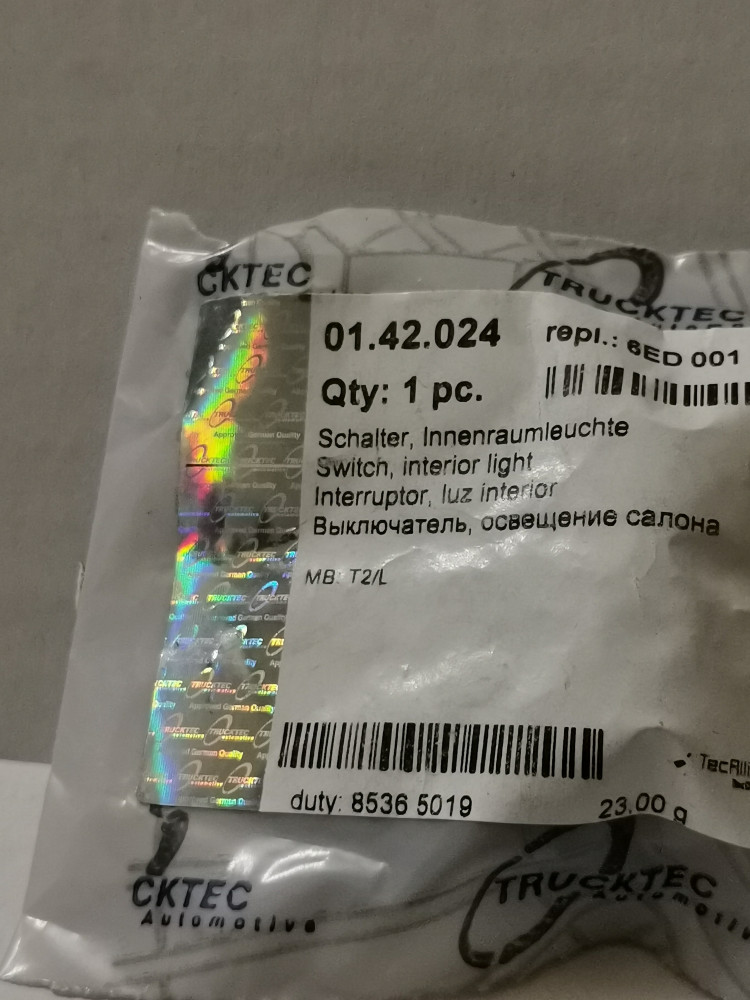 CKTEC
TRUCKTEC
01.42.024
repl.: 6ED 001
Qty: 1 pc.
Schalter, Innenraumleuchte
Switch, interior light
Interruptor, luz interior
Выключатель, освещение салона
MB: T2/L
duty: 8536 5019
23.00 g
CKTEC
Automotive
TRUCKTEC